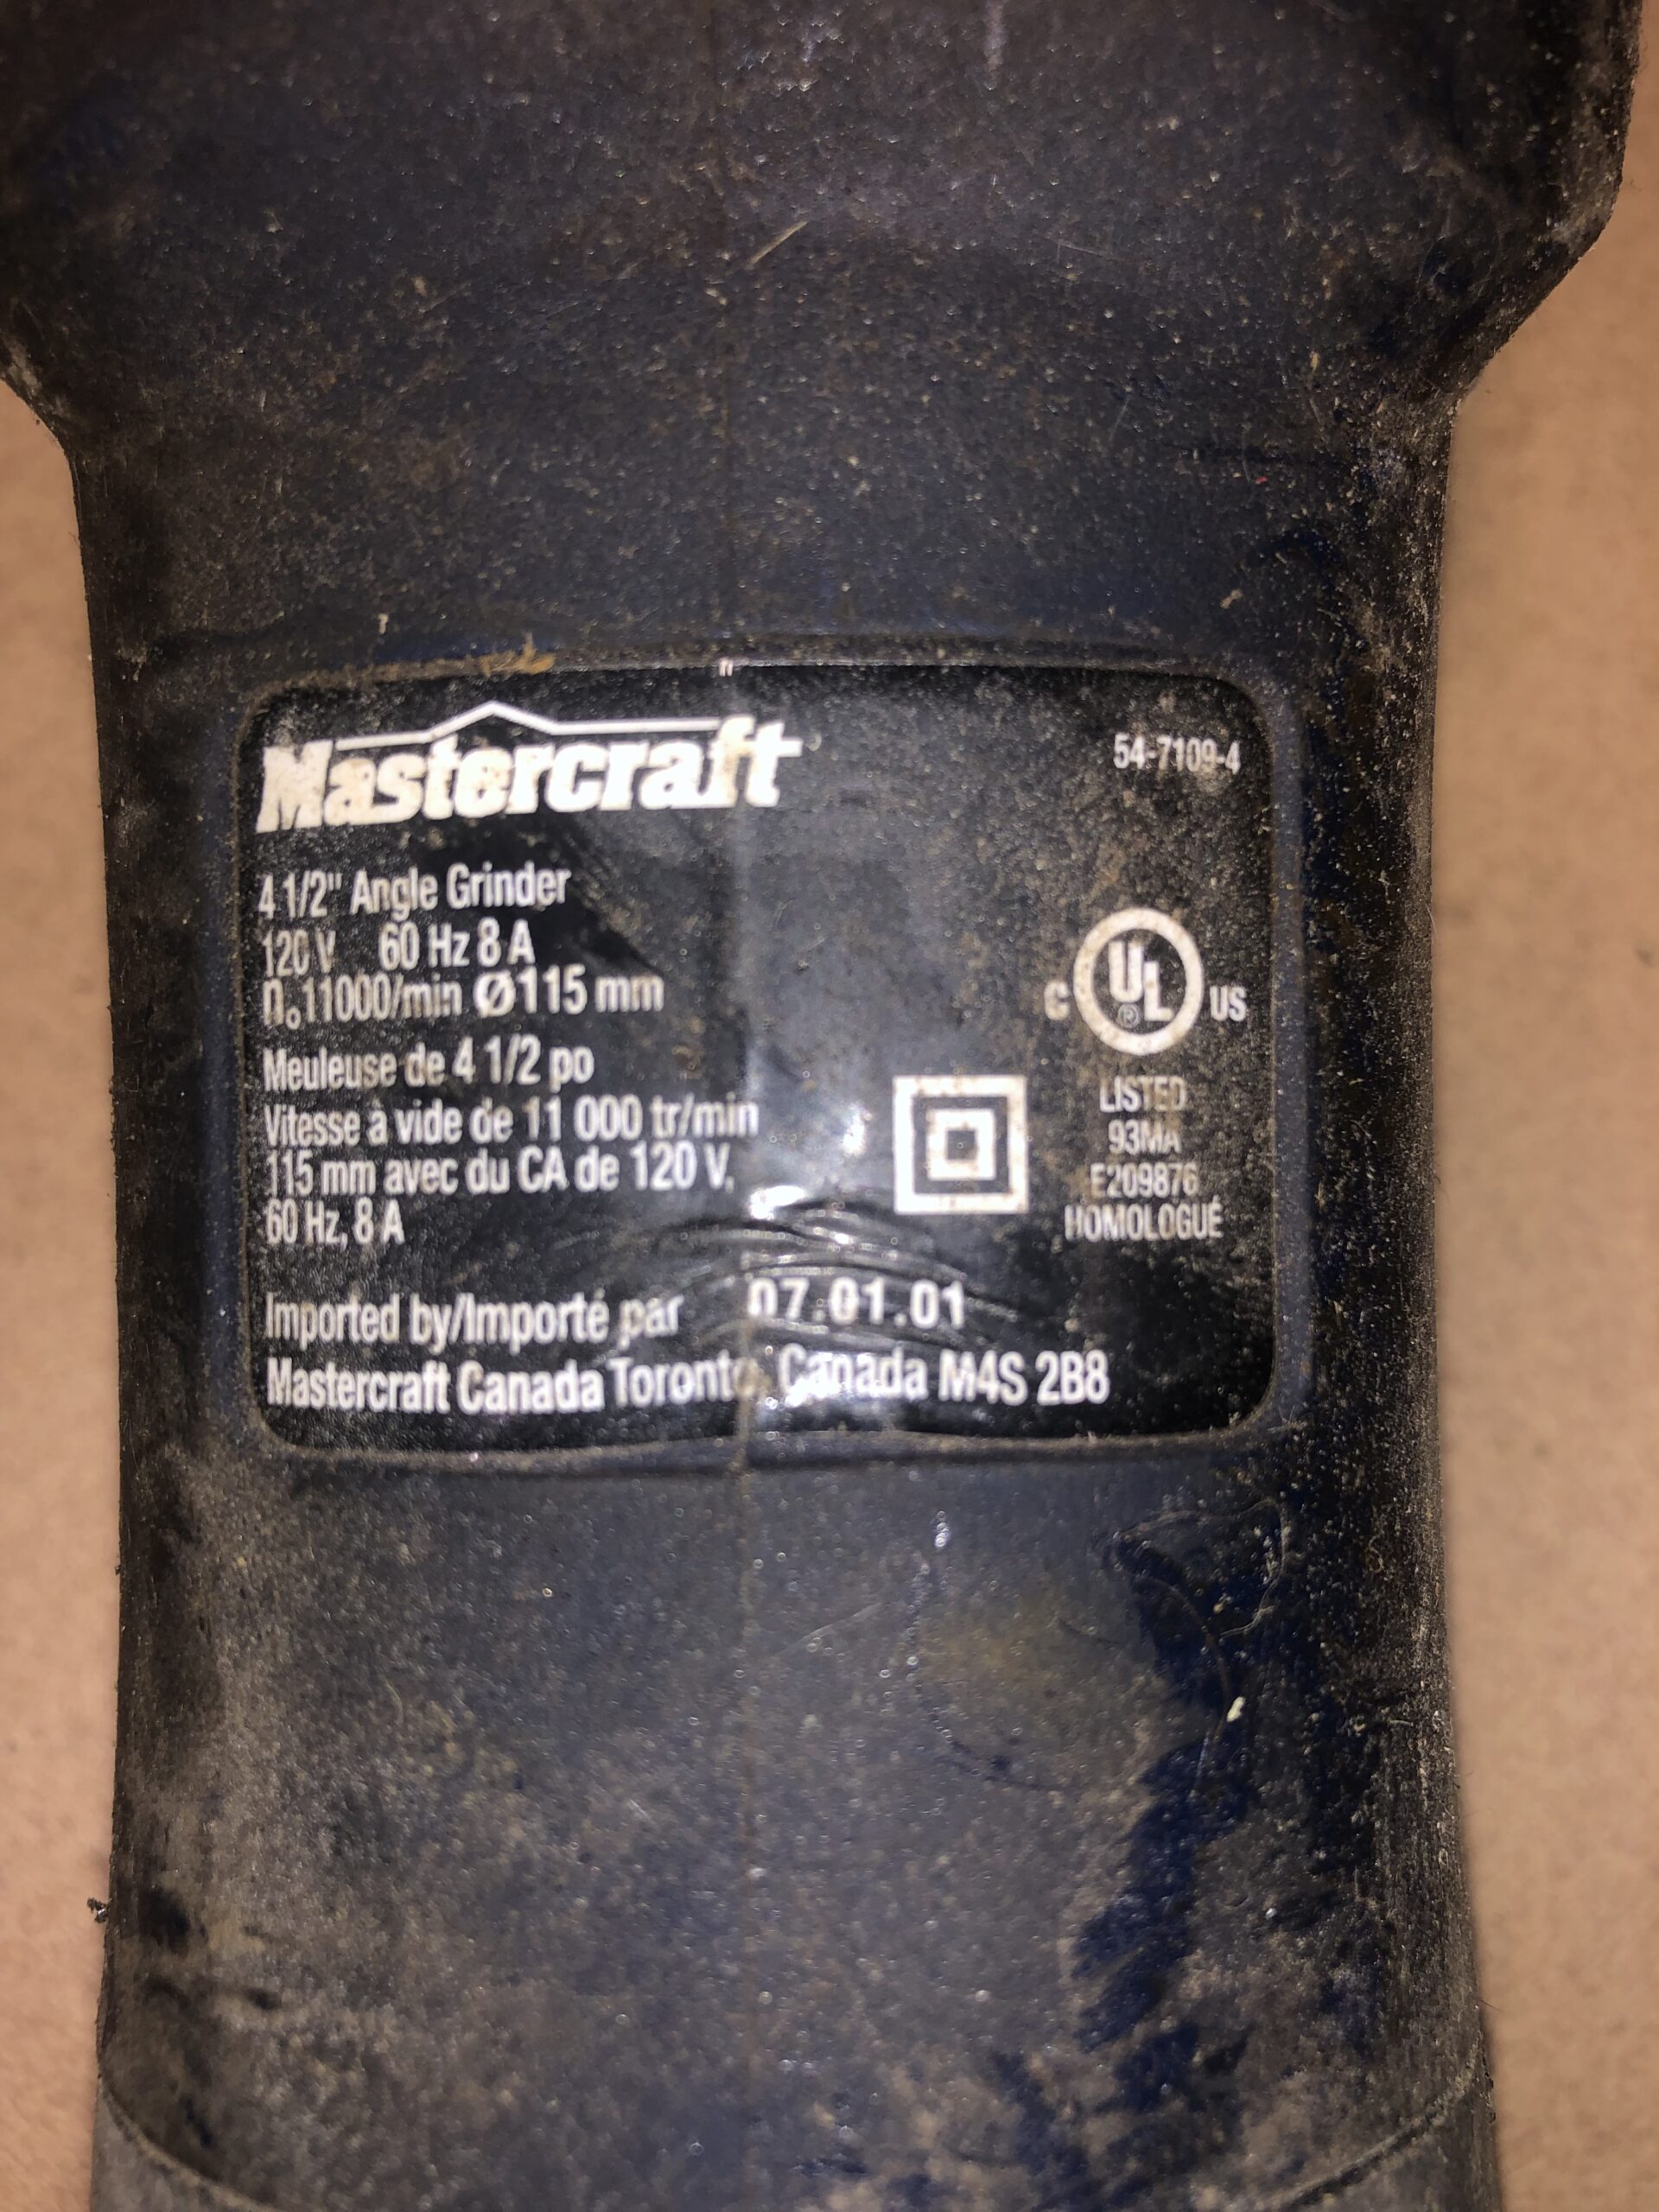 Mastercraft
54-7109-4
4 1/2" Angle Grinder
120 V 60 Hz 8 A
n₀11000/min Ø115 mm
Meuleuse de 4 1/2 po
Vitesse à vide de 11 000 tr/min
115 mm avec du CA de 120 V,
60 Hz, 8 A
C UL US
®
LISTED
93MA
E209876
HOMOLOGUÉ
Imported by/Importé par 07.01.01
Mastercraft Canada Toronto, Canada M4S 2B8